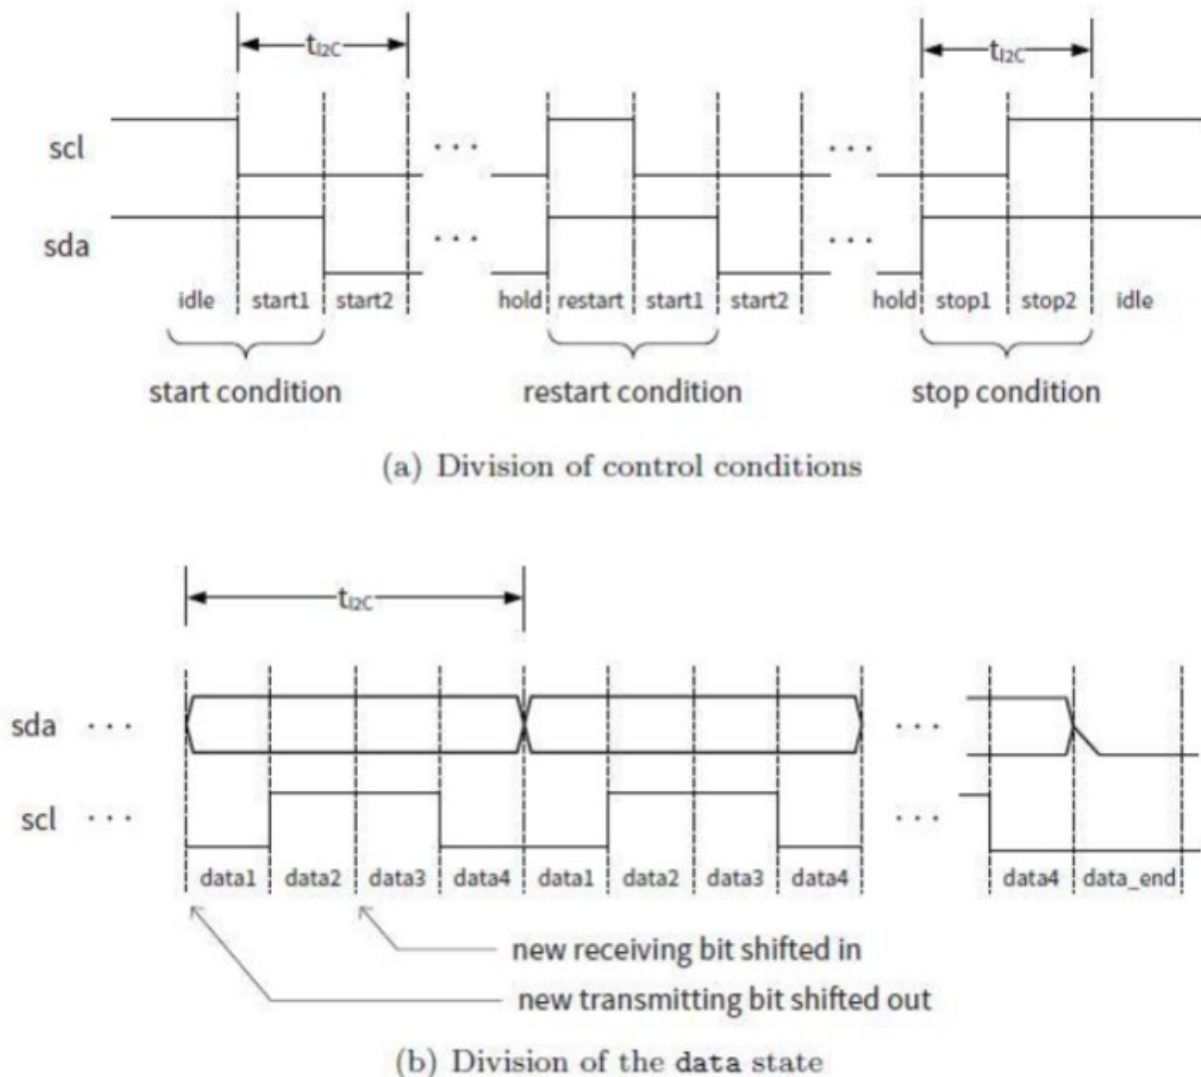 tI2C tI2C
scl ... ...
sda ... ...
idle start1 start2 hold restart start1 start2 hold stop1 stop2 idle
start condition restart condition stop condition
(a) Division of control conditions
tI2C
sda ... ...
scl ... ...
data1 data2 data3 data4 data1 data2 data3 data4 data4 data_end
new receiving bit shifted in
new transmitting bit shifted out
(b) Division of the data state